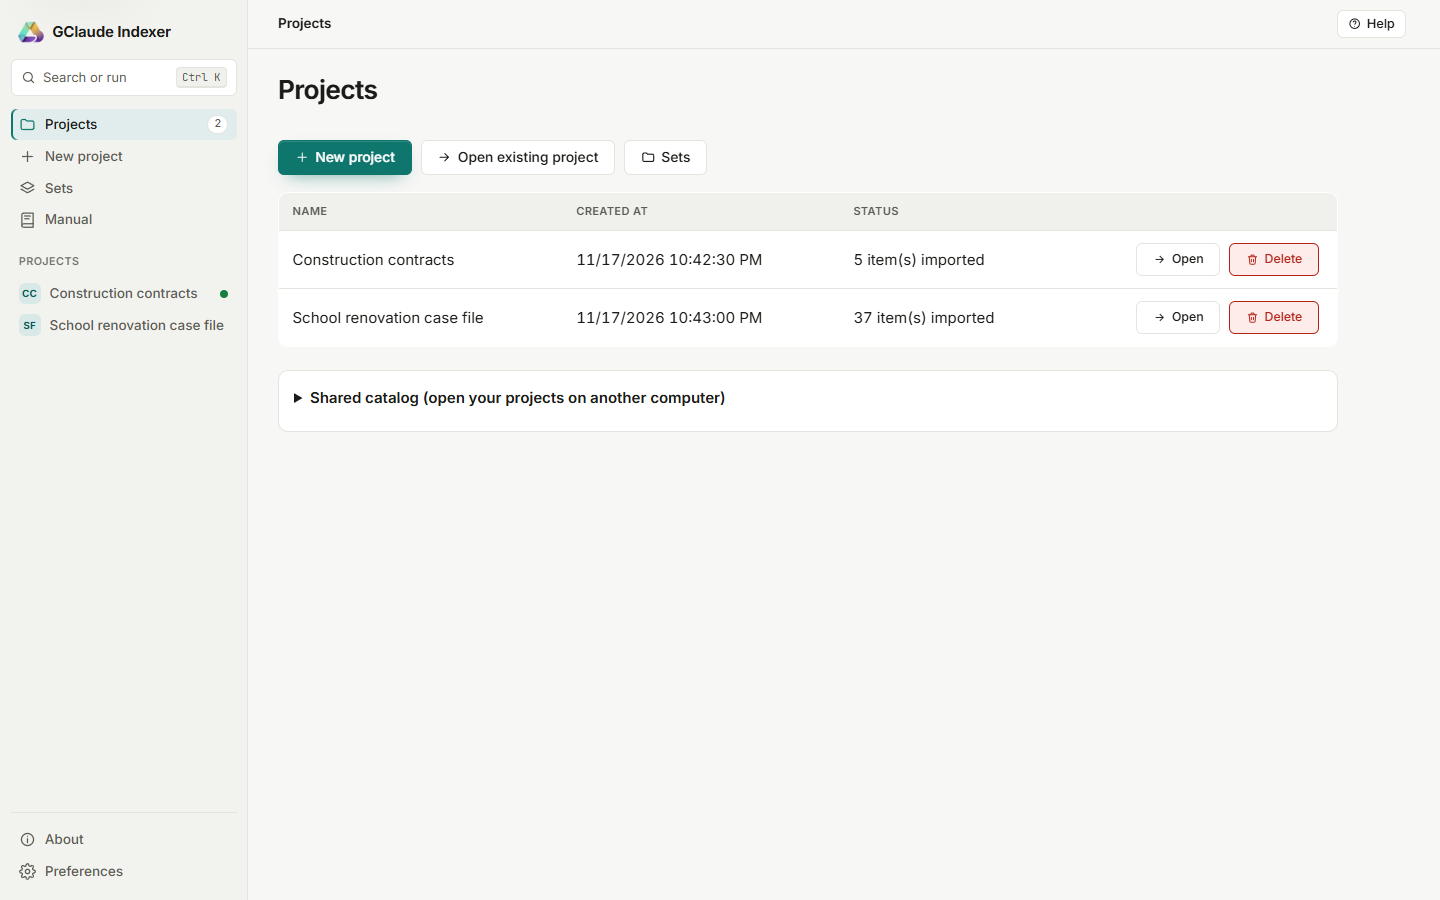 GClaude Indexer
Search or run Ctrl K
Projects 2
New project
Sets
Manual
PROJECTS
CC Construction contracts
SF School renovation case file
About
Preferences
Projects
Help
Projects
New project
Open existing project
Sets
NAME CREATED AT STATUS
Construction contracts 11/17/2026 10:42:30 PM 5 item(s) imported Open Delete
School renovation case file 11/17/2026 10:43:00 PM 37 item(s) imported Open Delete
Shared catalog (open your projects on another computer)